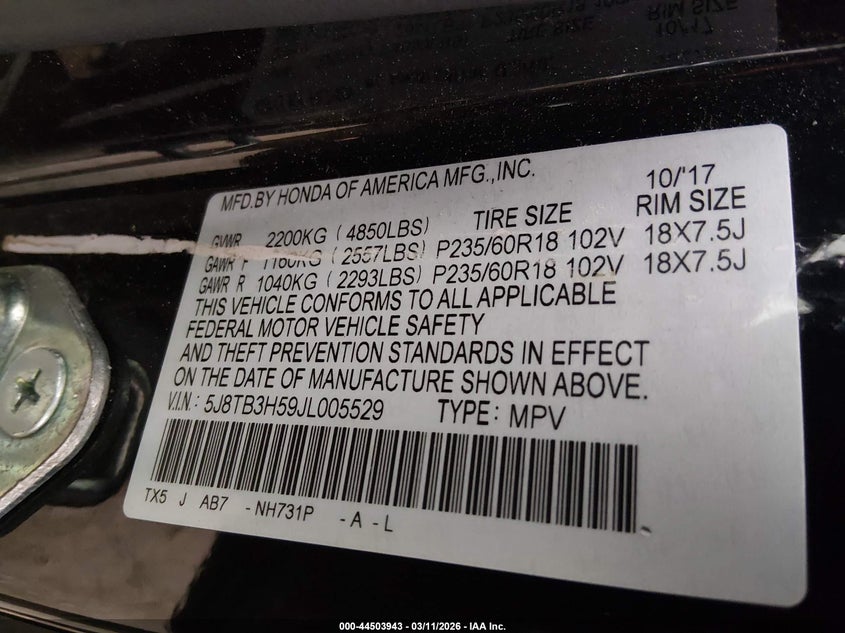 MFD.BY HONDA OF AMERICA MFG.,INC. 10/'17
GVWR 2200KG (4850LBS) TIRE SIZE RIM SIZE
GAWR F 1160KG (2557LBS) P235/60R18 102V 18X7.5J
GAWR R 1040KG (2293LBS) P235/60R18 102V 18X7.5J
THIS VEHICLE CONFORMS TO ALL APPLICABLE
FEDERAL MOTOR VEHICLE SAFETY
AND THEFT PREVENTION STANDARDS IN EFFECT
ON THE DATE OF MANUFACTURE SHOWN ABOVE.
V.I.N: 5J8TB3H59JL005529 TYPE: MPV
TX5 J AB7 -NH731P -A-L
000-44503943 - 03/11/2026 - IAA Inc.